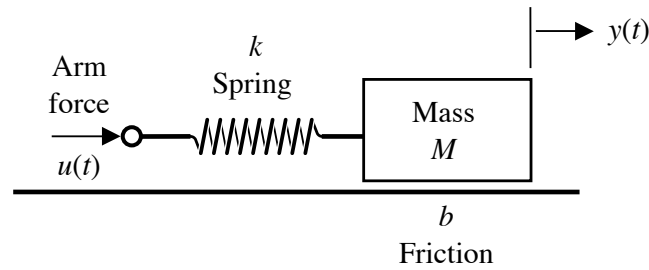 Arm
force
u(t)
k
Spring
Mass
M
y(t)
b
Friction